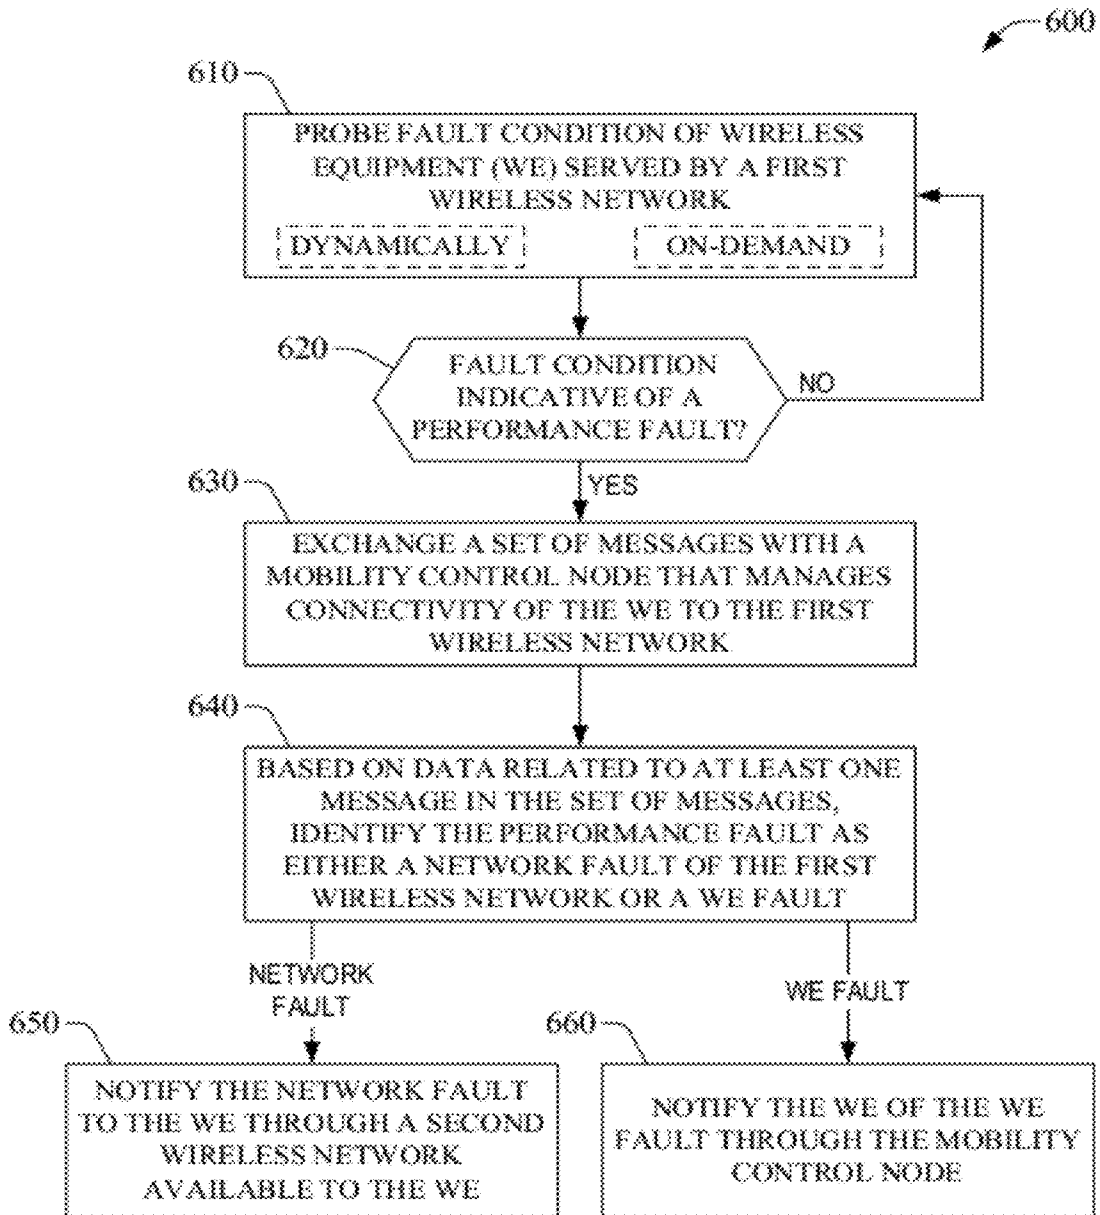 600
610
PROBE FAULT CONDITION OF WIRELESS
EQUIPMENT (WE) SERVED BY A FIRST
WIRELESS NETWORK
DYNAMICALLY
ON-DEMAND
620
FAULT CONDITION
INDICATIVE OF A
PERFORMANCE FAULT?
NO
YES
630
EXCHANGE A SET OF MESSAGES WITH A
MOBILITY CONTROL NODE THAT MANAGES
CONNECTIVITY OF THE WE TO THE FIRST
WIRELESS NETWORK
640
BASED ON DATA RELATED TO AT LEAST ONE
MESSAGE IN THE SET OF MESSAGES,
IDENTIFY THE PERFORMANCE FAULT AS
EITHER A NETWORK FAULT OF THE FIRST
WIRELESS NETWORK OR A WE FAULT
NETWORK
FAULT
WE FAULT
650
NOTIFY THE NETWORK FAULT
TO THE WE THROUGH A SECOND
WIRELESS NETWORK
AVAILABLE TO THE WE
660
NOTIFY THE WE OF THE WE
FAULT THROUGH THE MOBILITY
CONTROL NODE